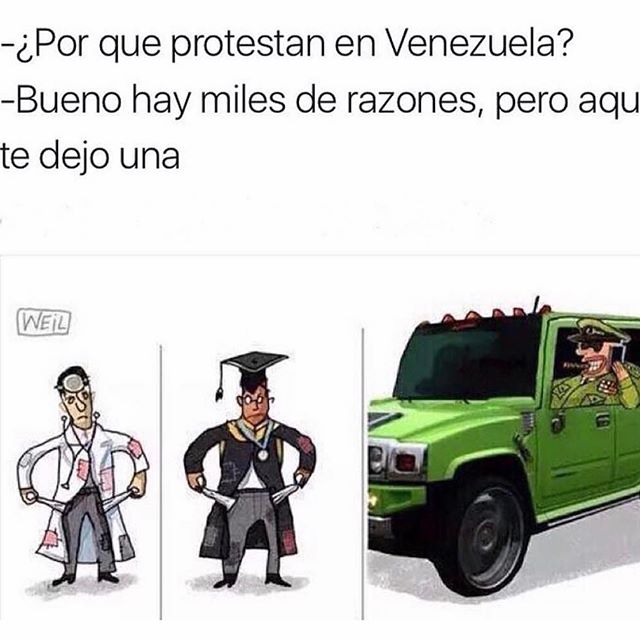 -¿Por que protestan en Venezuela?
-Bueno hay miles de razones, pero aqu
te dejo una
WEIL